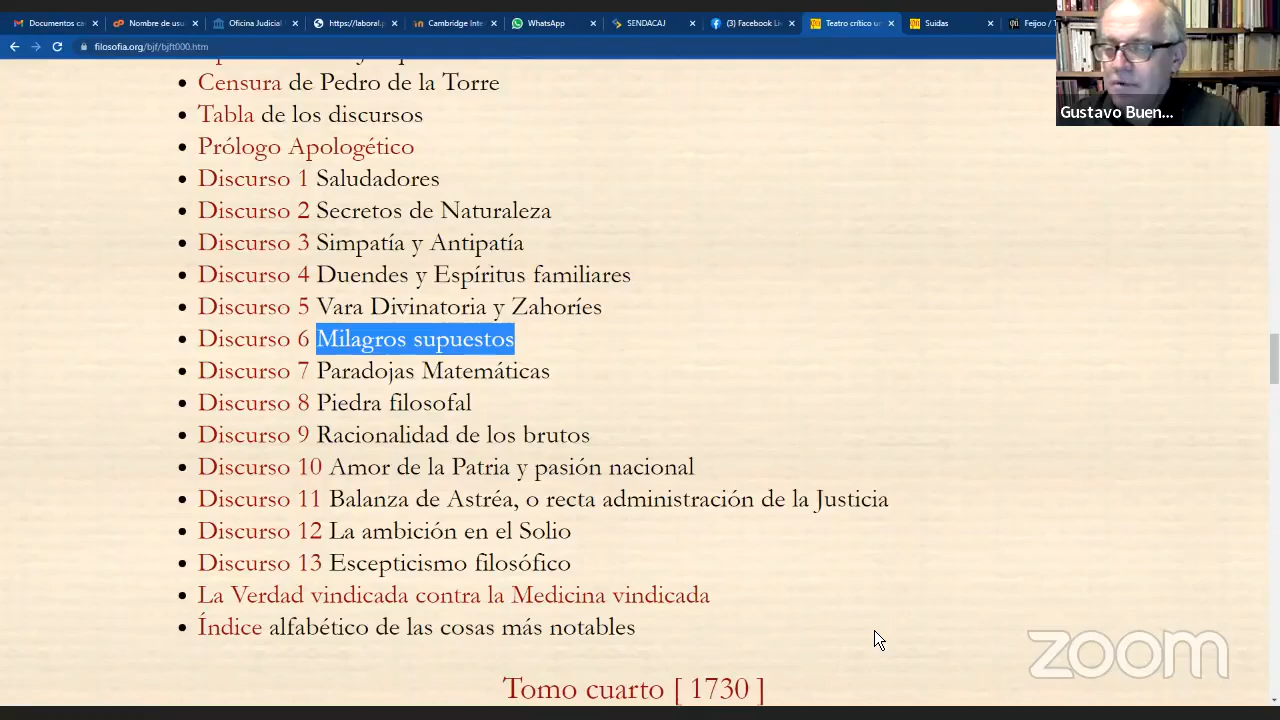 Documentos ca
Nombre de usu
Oficina Judicial
https://laboral.p
Cambridge Inte
WhatsApp
SENDACAJ
(3) Facebook Liv
Teatro crítico un
Suidas
Feijoo / T
filosofia.org/bjf/bjft000.htm
Gustavo Buen...
Censura de Pedro de la Torre
Tabla de los discursos
Prólogo Apologético
Discurso 1 Saludadores
Discurso 2 Secretos de Naturaleza
Discurso 3 Simpatía y Antipatía
Discurso 4 Duendes y Espíritus familiares
Discurso 5 Vara Divinatoria y Zahoríes
Discurso 6 Milagros supuestos
Discurso 7 Paradojas Matemáticas
Discurso 8 Piedra filosofal
Discurso 9 Racionalidad de los brutos
Discurso 10 Amor de la Patria y pasión nacional
Discurso 11 Balanza de Astréa, o recta administración de la Justicia
Discurso 12 La ambición en el Solio
Discurso 13 Escepticismo filosófico
La Verdad vindicada contra la Medicina vindicada
Índice alfabético de las cosas más notables
zoom
Tomo cuarto [ 1730 ]